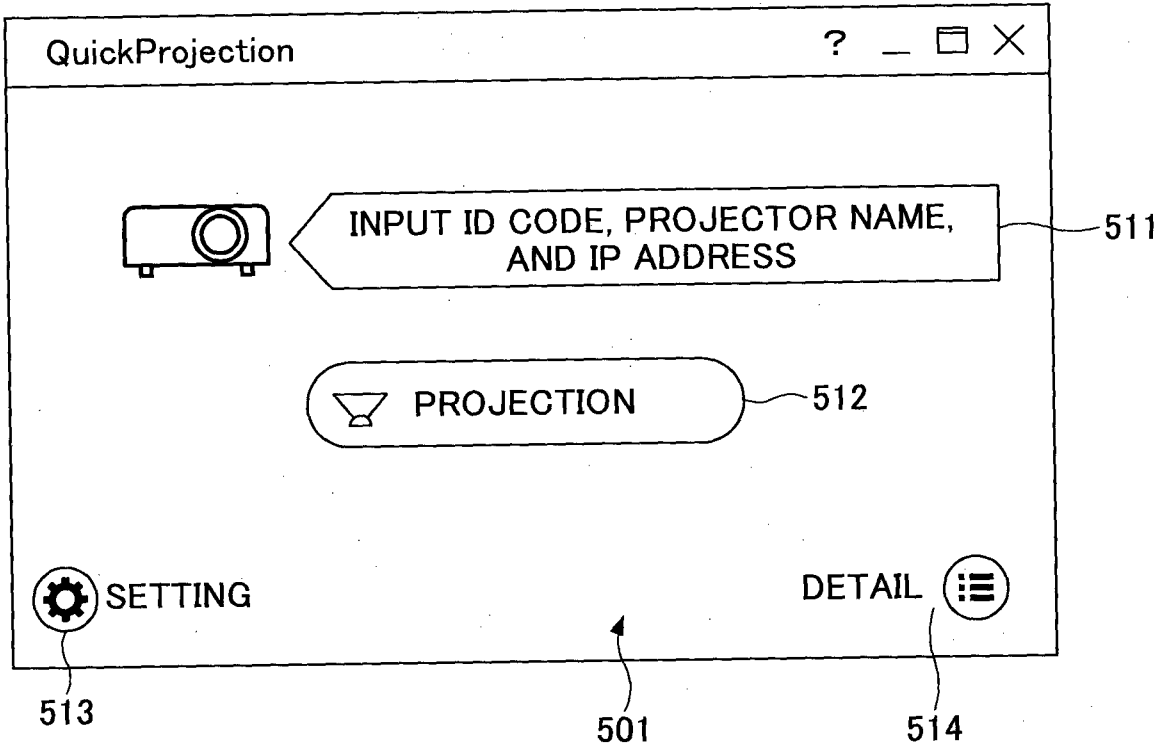 QuickProjection ? _
INPUT ID CODE, PROJECTOR NAME,
AND IP ADDRESS
511
PROJECTION
512
SETTING
DETAIL
513
501
514